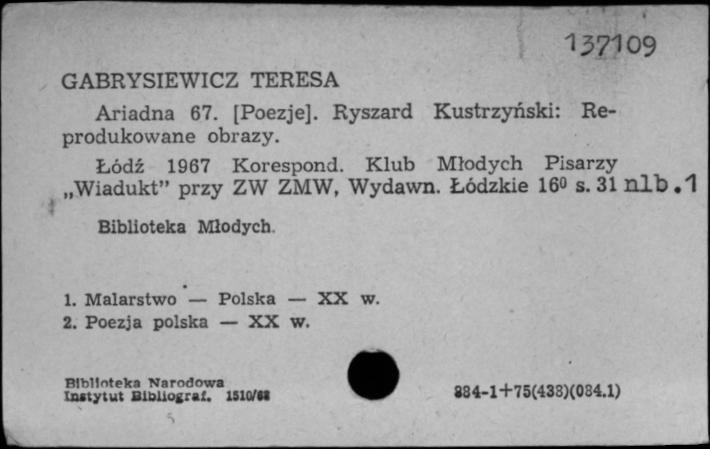 137109
GABRYSIEWICZ TERESA
Ariadna 67. [Poezje]. Ryszard Kustrzyński: Re-
produkowane obrazy.
Łódź 1967 Korespond. Klub Młodych Pisarzy
„Wiadukt” przy ZW ZMW, Wydawn. Łódzkie 16⁰ s. 31 nlb.1
Biblioteka Młodych.
1. Malarstwo — Polska — XX w.
2. Poezja polska — XX w.
Biblioteka Narodowa
Instytut Bibliograf. 1510/68
884-1+75(438)(084.1)